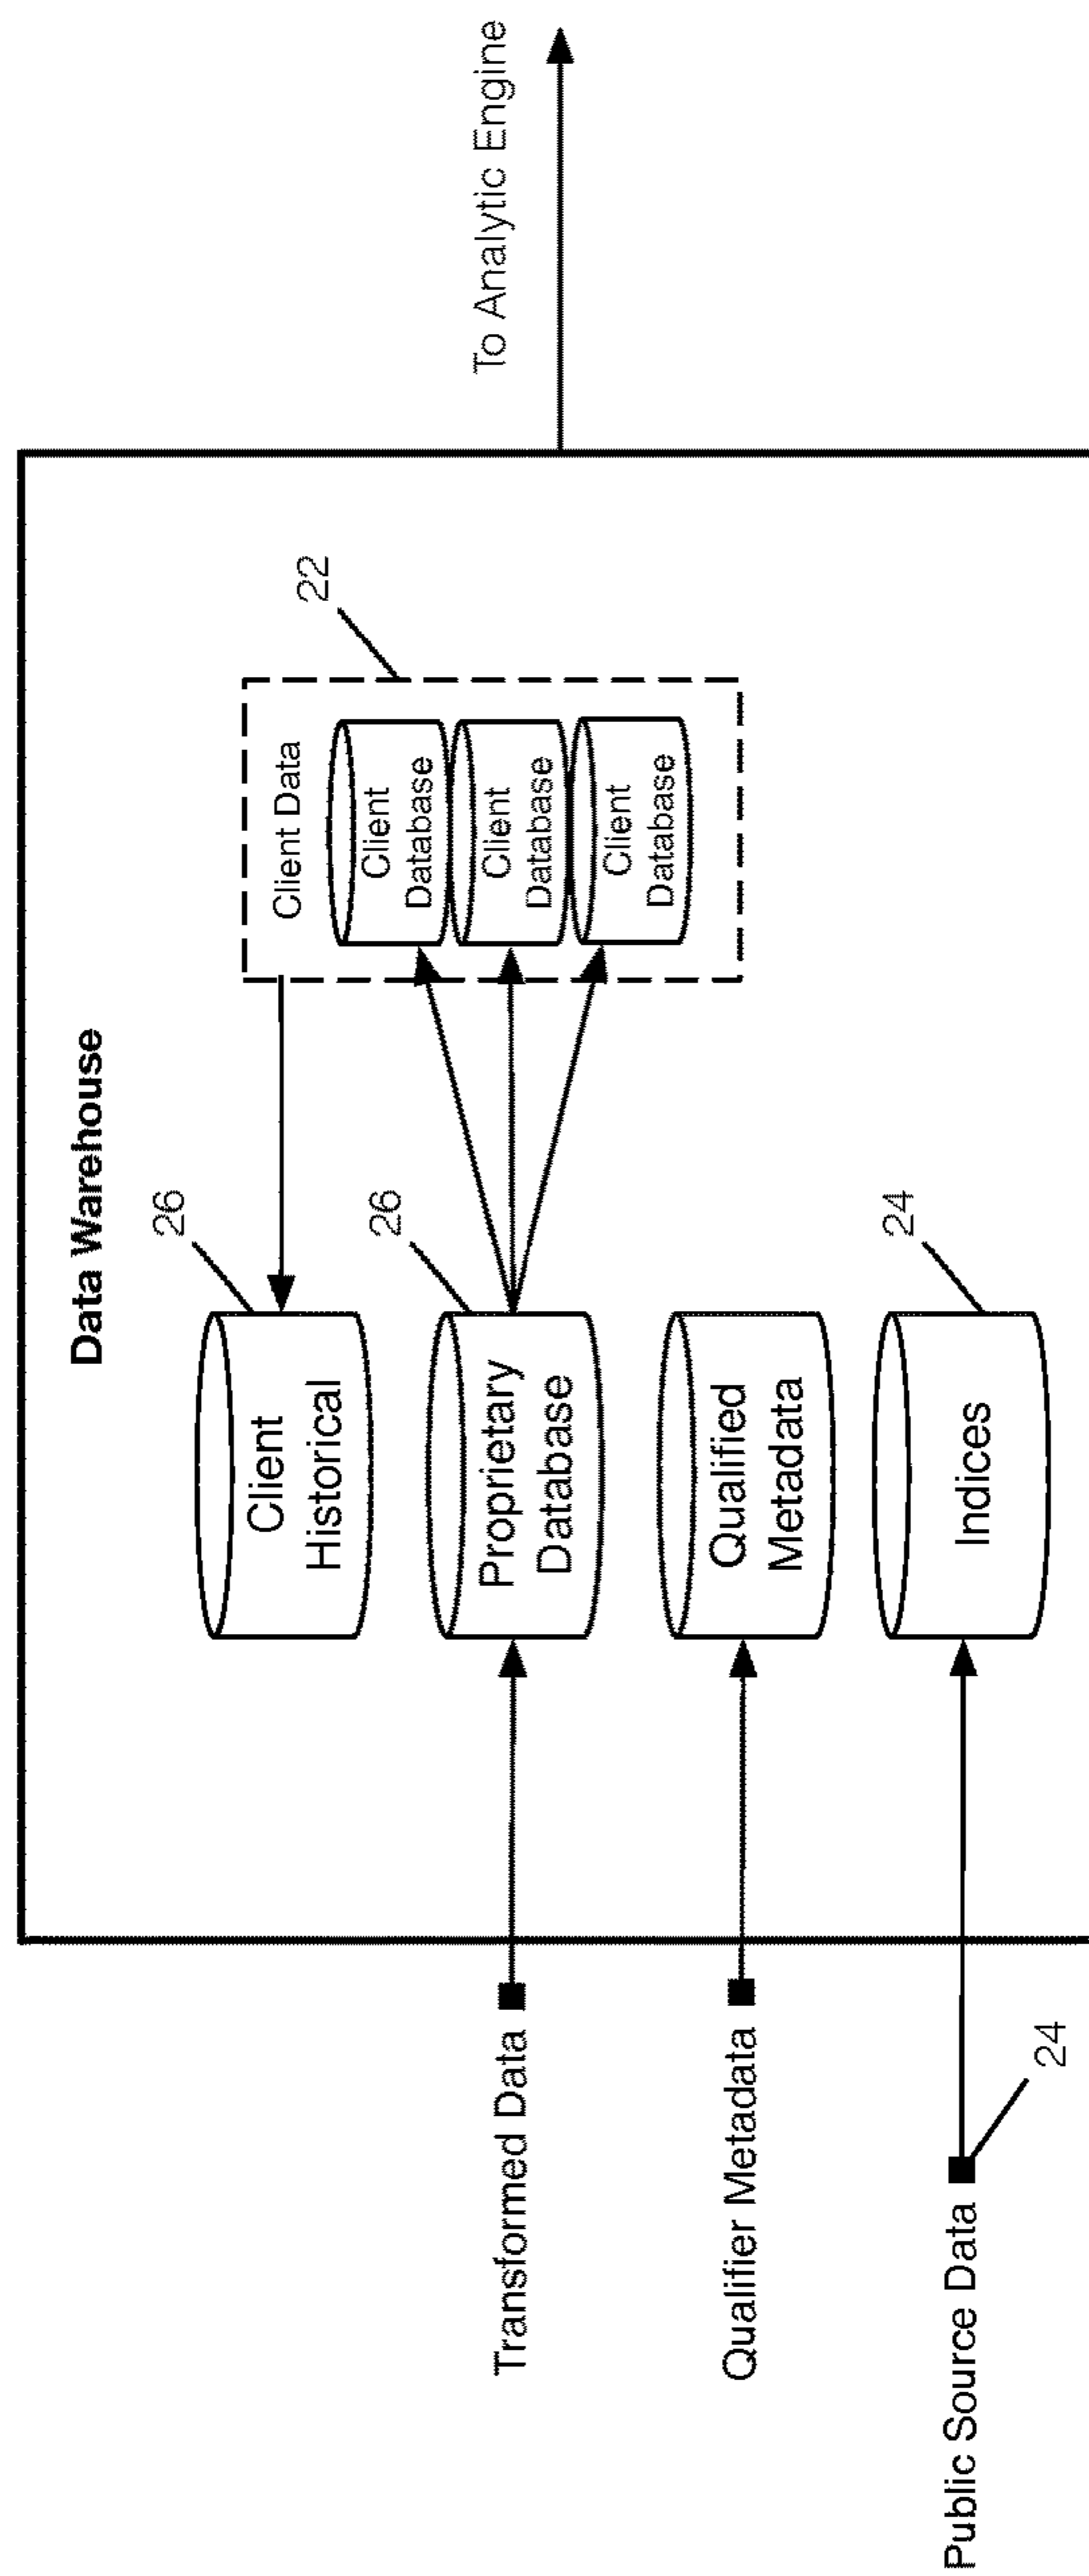 Data Warehouse
To Analytic Engine
26
Client
Historical
Client Data
22
Client
Database
Client
Database
Client
Database
Transformed Data
26
Proprietary
Database
Qualifier Metadata
Qualified
Metadata
Public Source Data
24
Indices
24